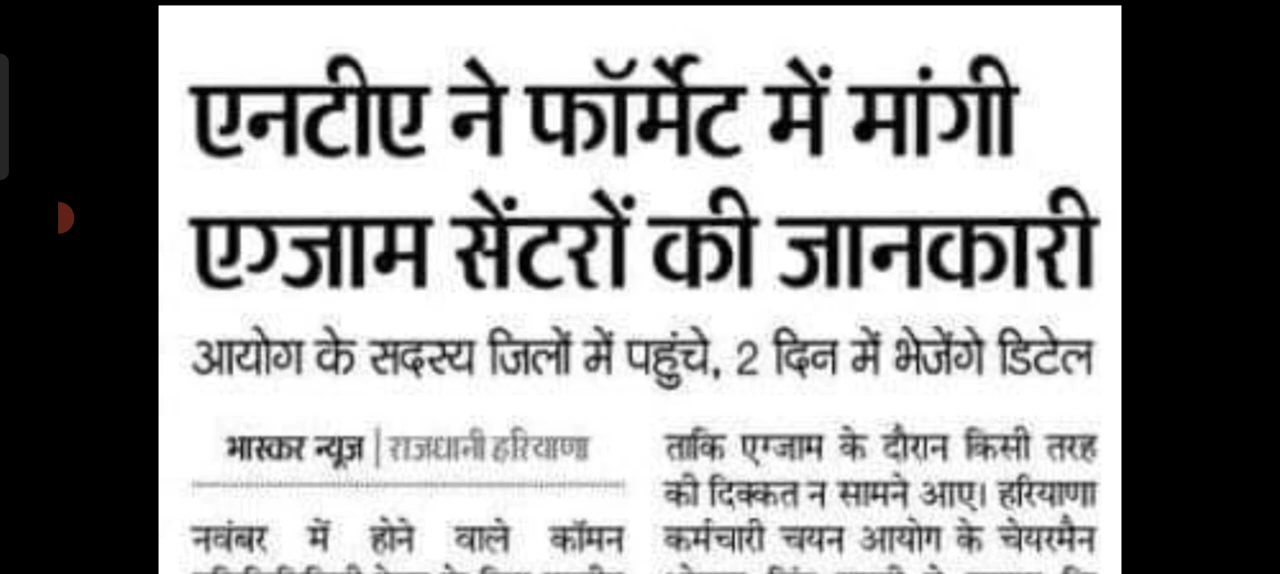 एनटीए ने फॉर्मेट में मांगी
एग्जाम सेंटरों की जानकारी
आयोग के सदस्य जिलों में पहुंचे, 2 दिन में भेजेंगे डिटेल
भास्कर न्यूज | राजधानी हरियाणा
नवंबर में होने वाले कॉमन
ताकि एग्जाम के दौरान किसी तरह
की दिक्कत न सामने आए। हरियाणा
कर्मचारी चयन आयोग के चेयरमैन